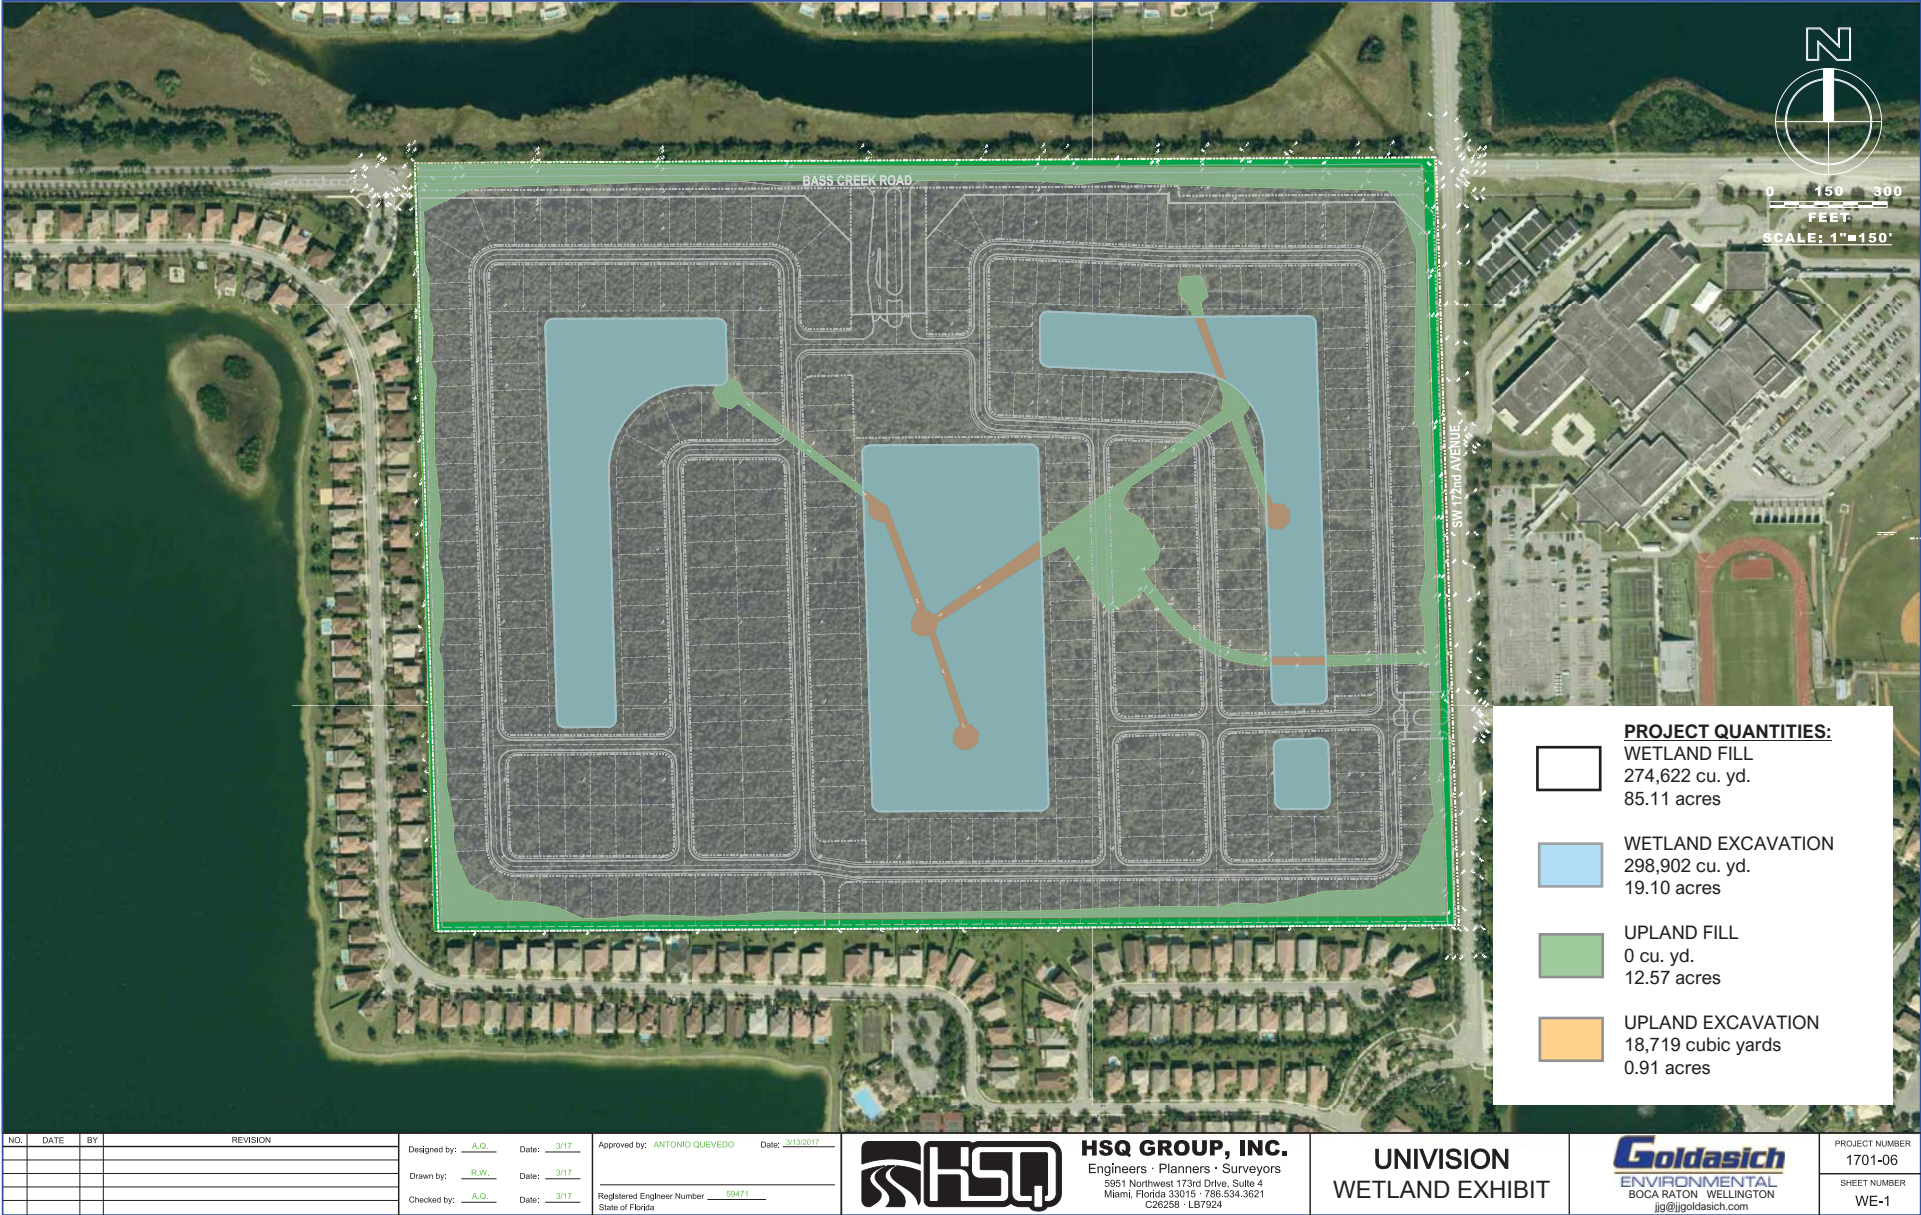 N
0 150 300
FEET
SCALE: 1"=150'
BASS CREEK ROAD
SW 172nd AVENUE
PROJECT QUANTITIES:
WETLAND FILL
274,622 cu. yd.
85.11 acres
WETLAND EXCAVATION
298,902 cu. yd.
19.10 acres
UPLAND FILL
0 cu. yd.
12.57 acres
UPLAND EXCAVATION
18,719 cubic yards
0.91 acres
NO. DATE BY REVISION
Designed by: A.Q. Date: 3/17
Drawn by: R.W. Date: 3/17
Checked by: A.Q. Date: 3/17
Approved by: ANTONIO QUEVEDO Date: 3/13/2017
Registered Engineer Number 59471
State of Florida
HSQ
HSQ GROUP, INC.
Engineers · Planners · Surveyors
5951 Northwest 173rd Drive, Suite 4
Miami, Florida 33015 · 786.534.3621
C26258 · LB7924
UNIVISION
WETLAND EXHIBIT
Goldasich
ENVIRONMENTAL
BOCA RATON WELLINGTON
jjg@jjgoldasich.com
PROJECT NUMBER
1701-06
SHEET NUMBER
WE-1